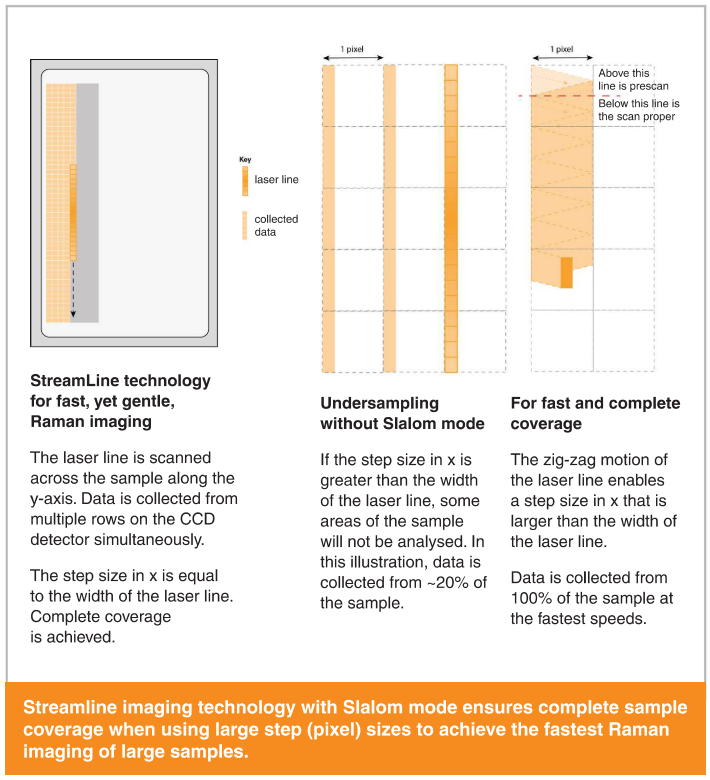 1 pixel
1 pixel
Above this
line is prescan
Below this line is
the scan proper
Key
laser line
collected
data
StreamLine technology
for fast, yet gentle,
Raman imaging
The laser line is scanned
across the sample along the
y-axis. Data is collected from
multiple rows on the CCD
detector simultaneously.
The step size in x is equal
to the width of the laser line.
Complete coverage
is achieved.
Undersampling
without Slalom mode
If the step size in x is
greater than the width
of the laser line, some
areas of the sample
will not be analysed. In
this illustration, data is
collected from ~20% of
the sample.
For fast and complete
coverage
The zig-zag motion of
the laser line enables
a step size in x that is
larger than the width of
the laser line.
Data is collected from
100% of the sample at
the fastest speeds.
Streamline imaging technology with Slalom mode ensures complete sample
coverage when using large step (pixel) sizes to achieve the fastest Raman
imaging of large samples.